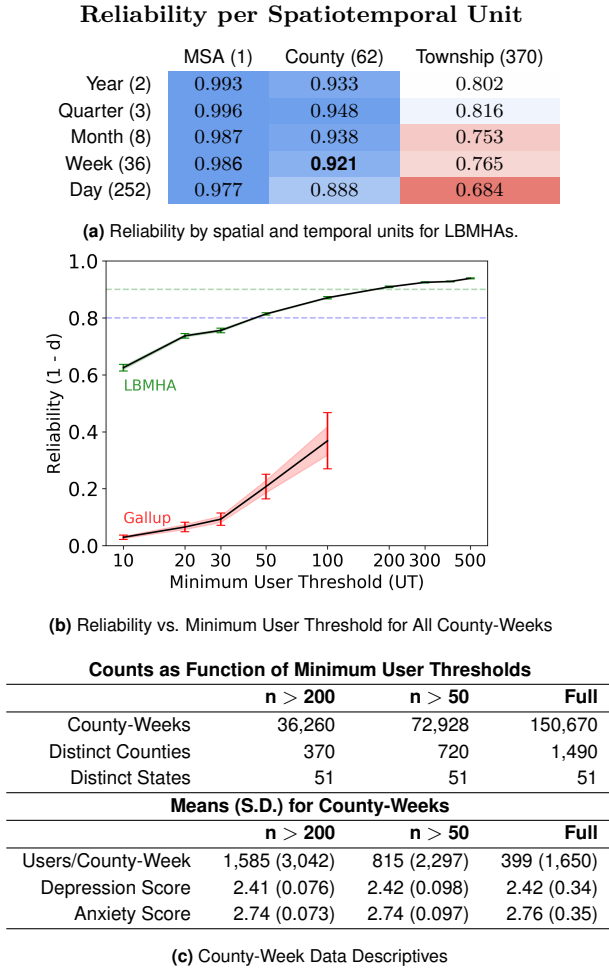 Reliability per Spatiotemporal Unit
MSA (1) County (62) Township (370)
Year (2) 0.993 0.933 0.802
Quarter (3) 0.996 0.948 0.816
Month (8) 0.987 0.938 0.753
Week (36) 0.986 0.921 0.765
Day (252) 0.977 0.888 0.684
(a) Reliability by spatial and temporal units for LBMHAs.
Reliability (1 - d)
1.0
0.8
0.6
0.4
0.2
0.0
LBMHA
Gallup
10 20 30 50 100 200 300 500
Minimum User Threshold (UT)
(b) Reliability vs. Minimum User Threshold for All County-Weeks
Counts as Function of Minimum User Thresholds
n > 200 n > 50 Full
County-Weeks 36,260 72,928 150,670
Distinct Counties 370 720 1,490
Distinct States 51 51 51
Means (S.D.) for County-Weeks
n > 200 n > 50 Full
Users/County-Week 1,585 (3,042) 815 (2,297) 399 (1,650)
Depression Score 2.41 (0.076) 2.42 (0.098) 2.42 (0.34)
Anxiety Score 2.74 (0.073) 2.74 (0.097) 2.76 (0.35)
(c) County-Week Data Descriptives